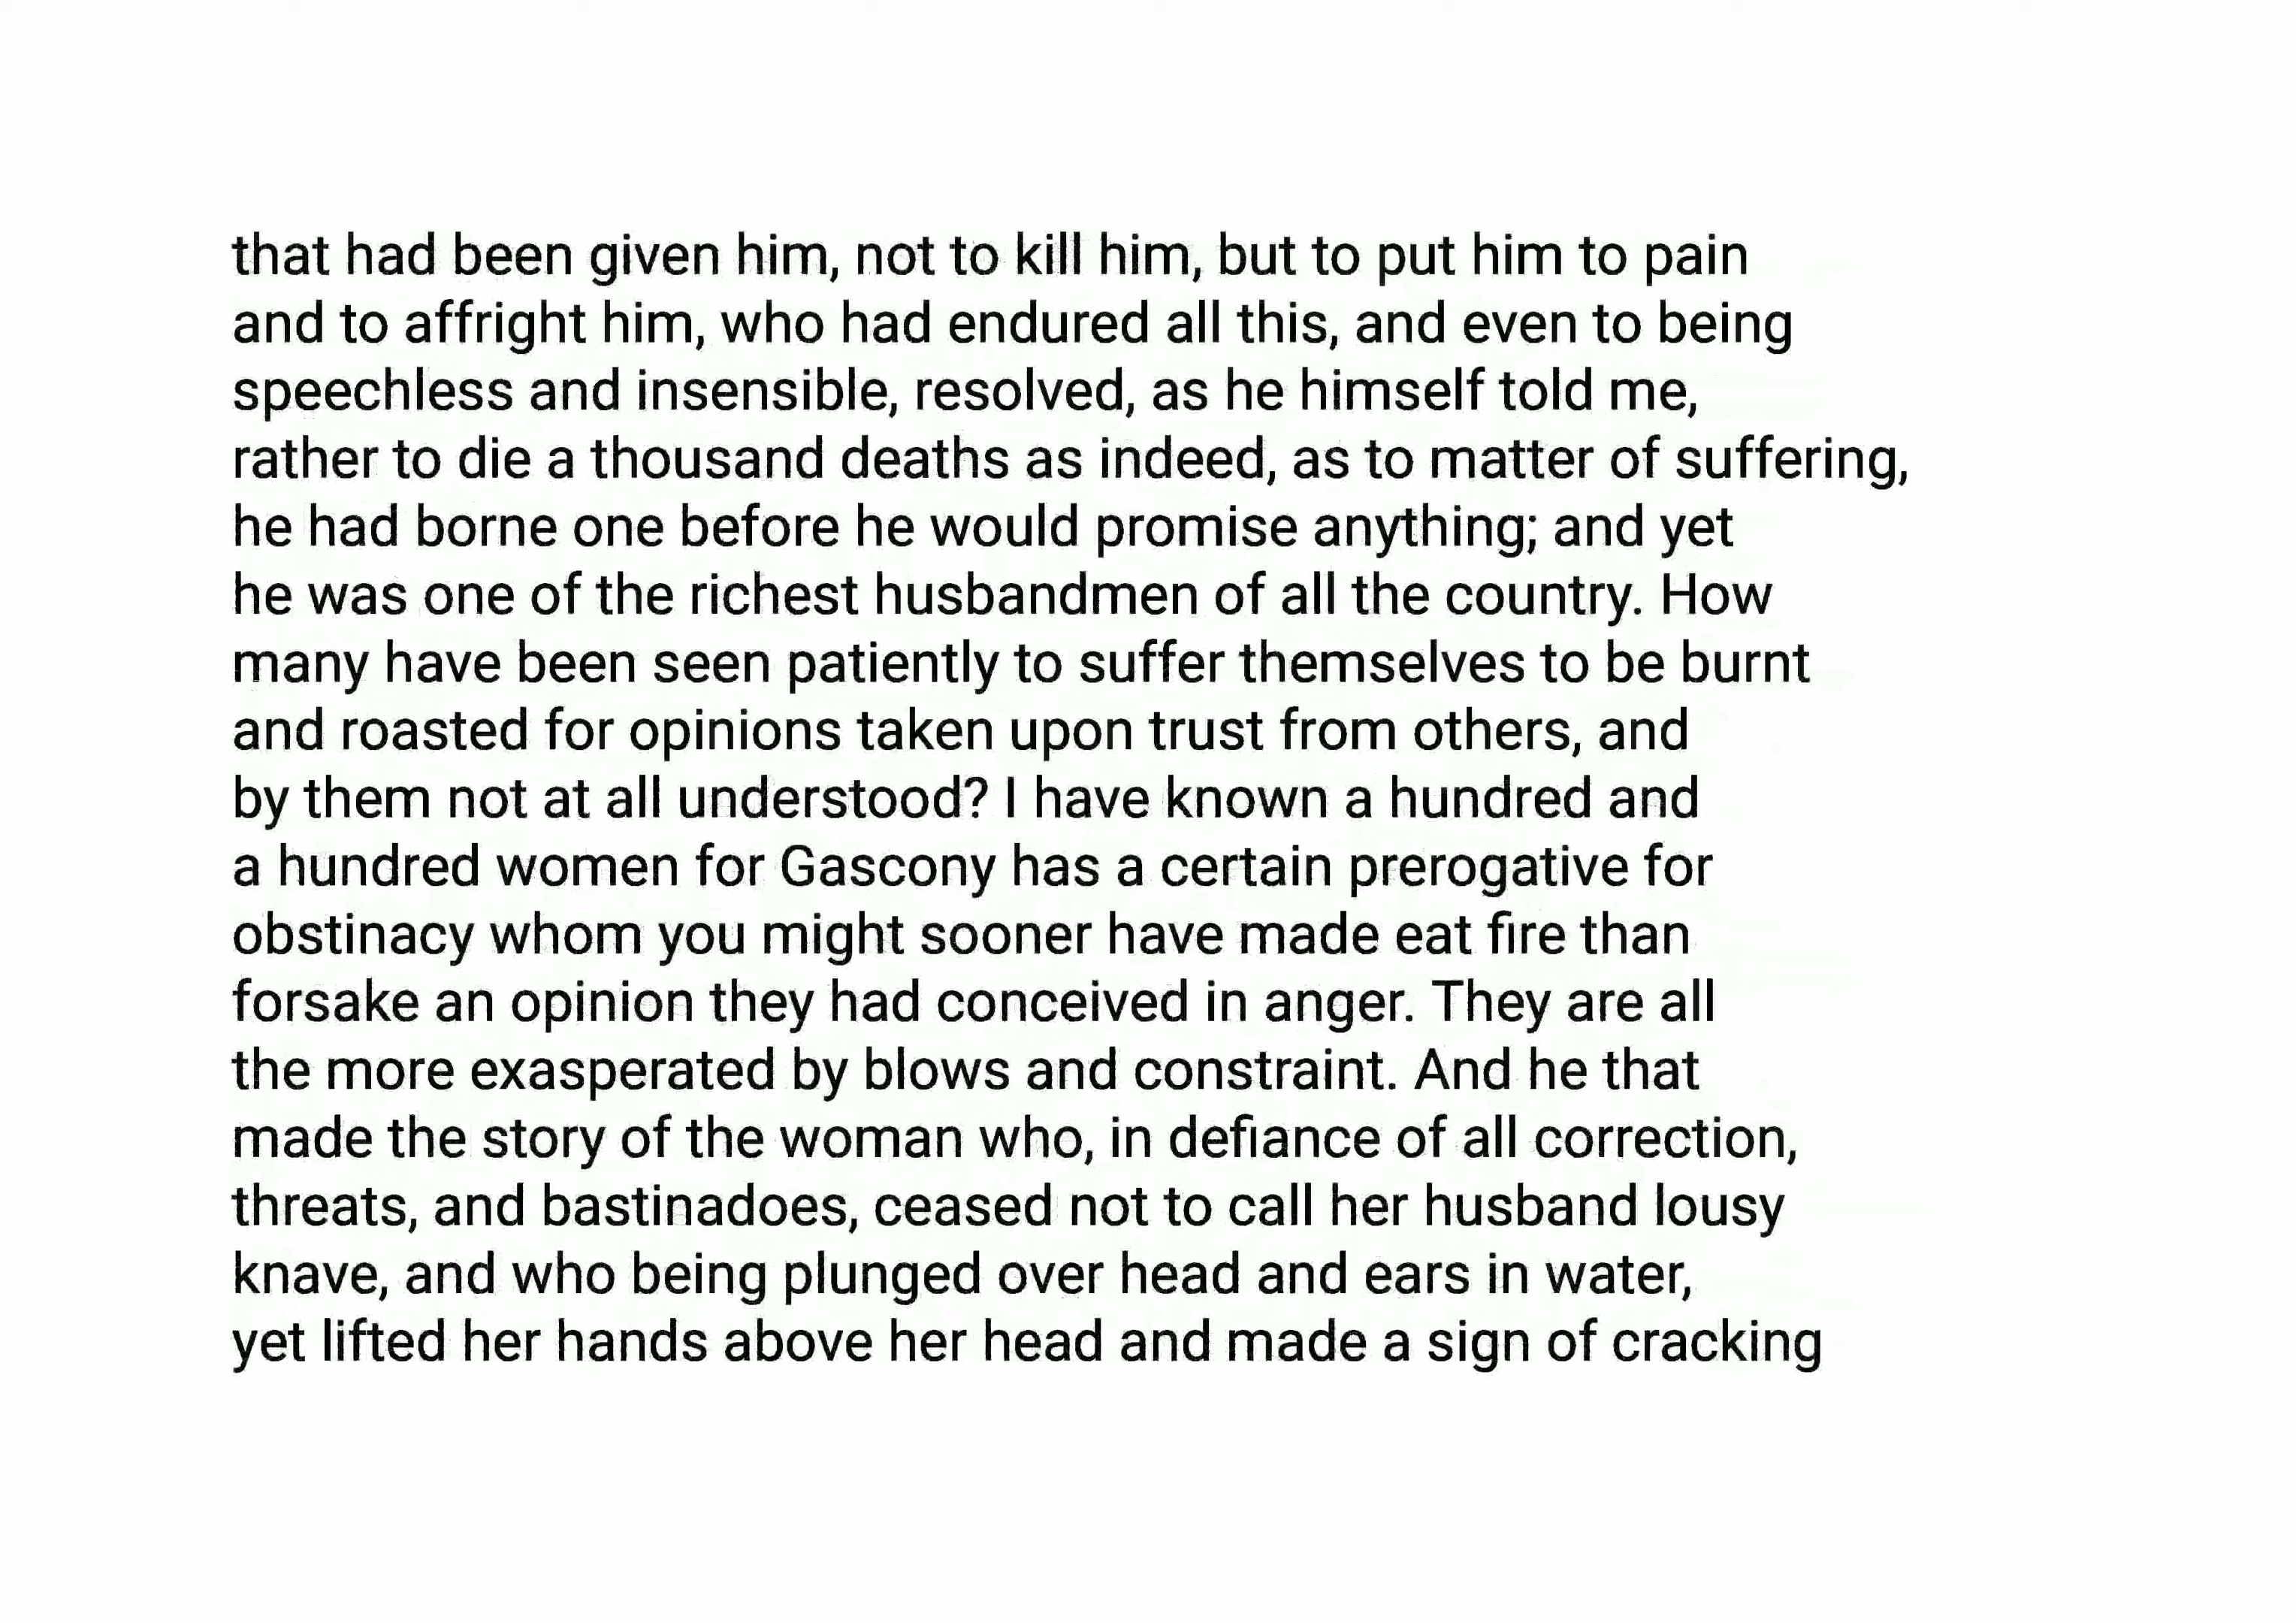 that had been given him, not to kill him, but to put him to pain
and to affright him, who had endured all this, and even to being
speechless and insensible, resolved, as he himself told me,
rather to die a thousand deaths as indeed, as to matter of suffering,
he had borne one before he would promise anything; and yet
he was one of the richest husbandmen of all the country. How
many have been seen patiently to suffer themselves to be burnt
and roasted for opinions taken upon trust from others, and
by them not at all understood? I have known a hundred and
a hundred women for Gascony has a certain prerogative for
obstinacy whom you might sooner have made eat fire than
forsake an opinion they had conceived in anger. They are all
the more exasperated by blows and constraint. And he that
made the story of the woman who, in defiance of all correction,
threats, and bastinadoes, ceased not to call her husband lousy
knave, and who being plunged over head and ears in water,
yet lifted her hands above her head and made a sign of cracking